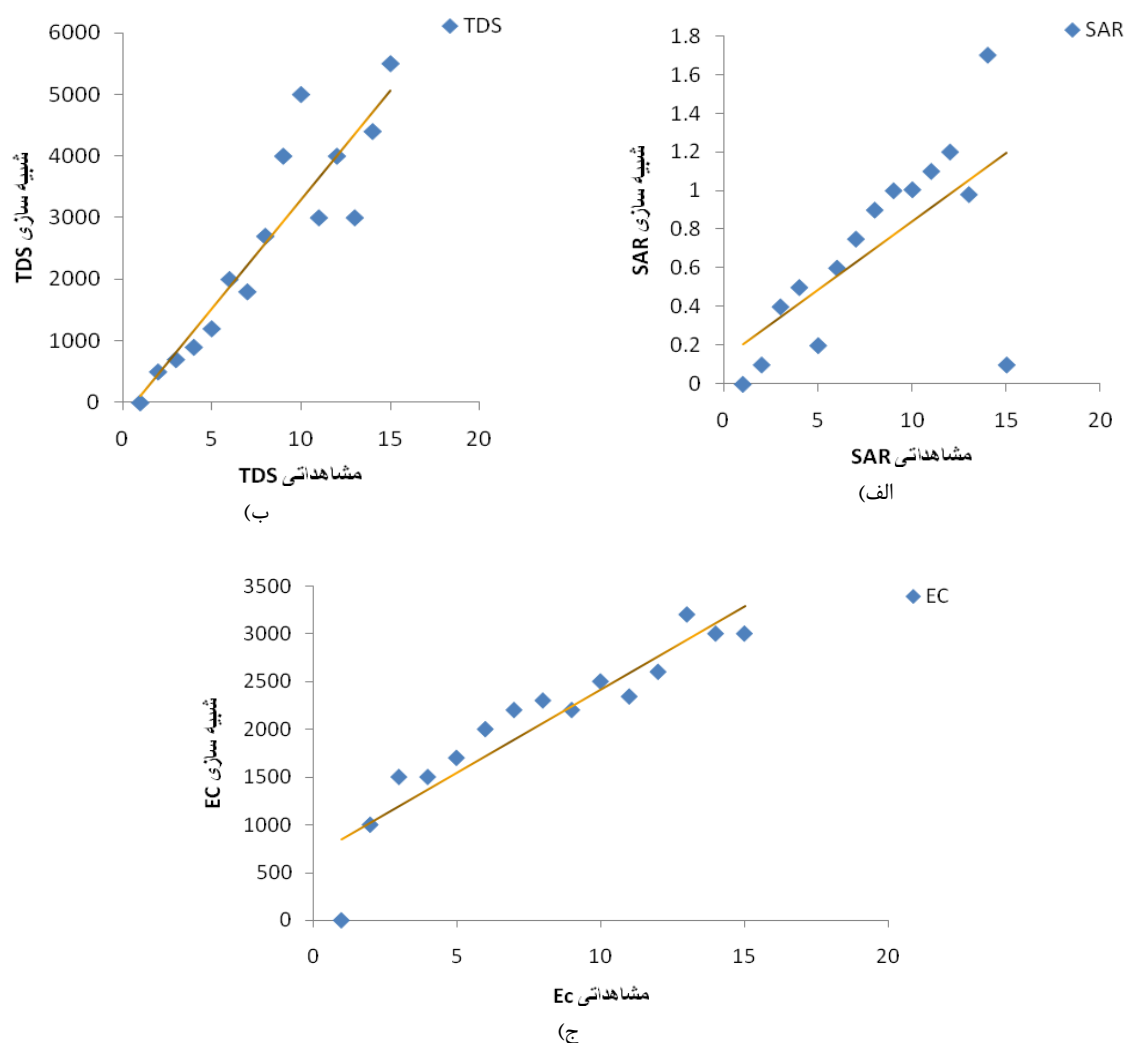 TDS
6000
5000
4000
3000
2000
1000
0
0 5 10 15 20
شبیه سازی TDS
مشاهداتی TDS
ب)
SAR
1.8
1.6
1.4
1.2
1
0.8
0.6
0.4
0.2
0
0 5 10 15 20
شبیه سازی SAR
مشاهداتی SAR
الف)
EC
3500
3000
2500
2000
1500
1000
500
0
0 5 10 15 20
شبیه سازی EC
مشاهداتی Ec
ج)